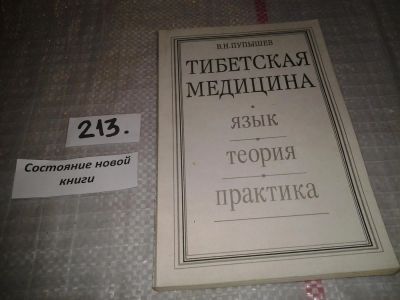 В.Н.ПУПЫШЕВ
ТИБЕТСКАЯ
МЕДИЦИНА
язык
теория
практика
213.
Состояние новой
книги